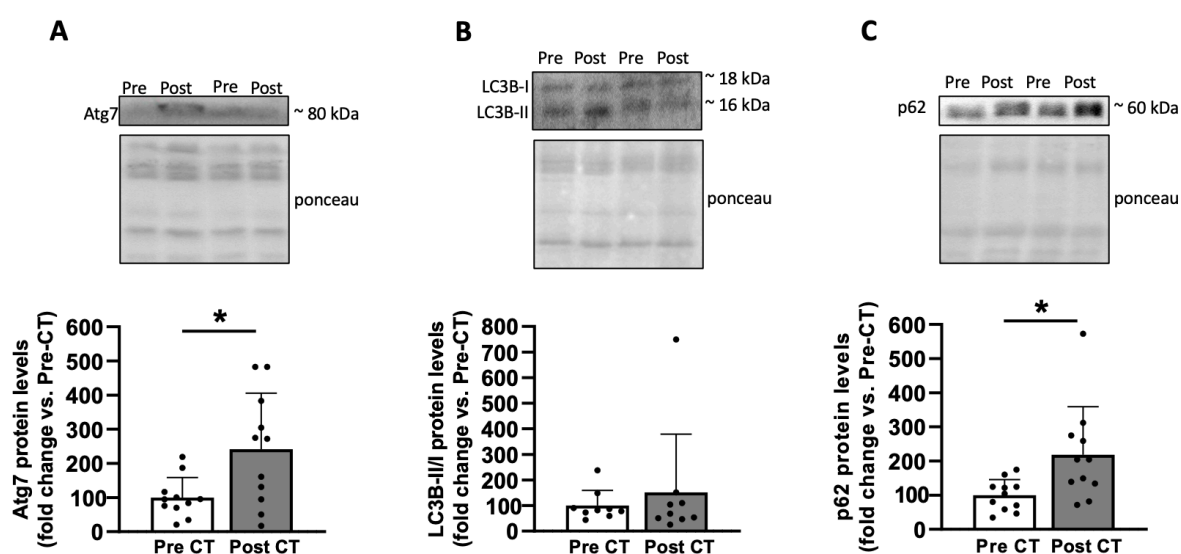 A
Pre Post Pre Post
Atg7
~ 80 kDa
ponceau
Atg7 protein levels
(fold change vs. Pre-CT)
600
500
400
300
200
100
0
*
Pre CT Post CT
B
Pre Post Pre Post
LC3B-I
~ 18 kDa
LC3B-II
~ 16 kDa
ponceau
LC3B-II/I protein levels
(fold change vs. Pre-CT)
800
700
600
500
400
300
200
100
0
Pre CT Post CT
C
Pre Post Pre Post
p62
~ 60 kDa
ponceau
p62 protein levels
(fold change vs. Pre-CT)
600
500
400
300
200
100
0
*
Pre CT Post CT